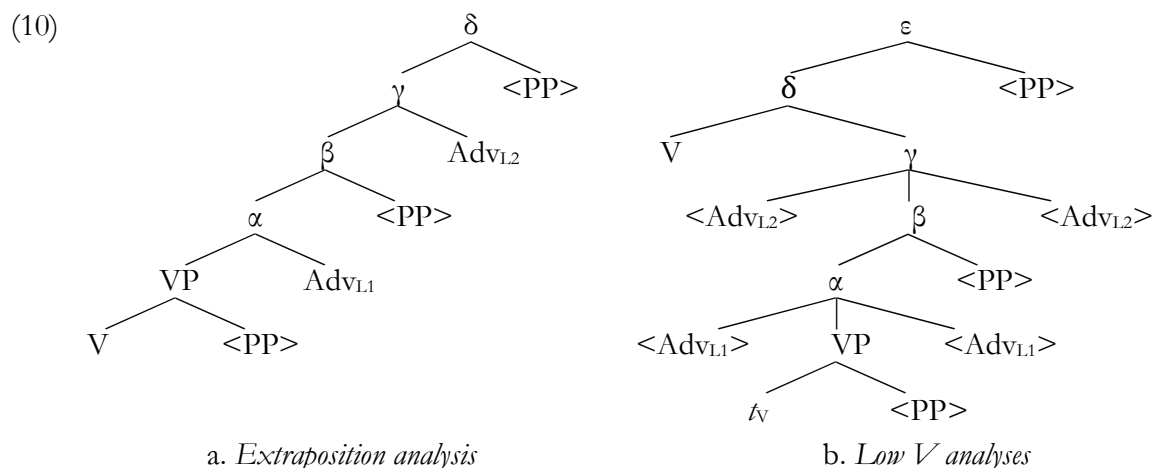 (10)
δ ε
γ <PP> δ <PP>
β Adv_L2 V γ
α <PP> <Adv_L2> β <Adv_L2>
VP Adv_L1 α <PP>
V <PP> <Adv_L1> VP <Adv_L1>
t_V <PP>
a. Extraposition analysis b. Low V analyses